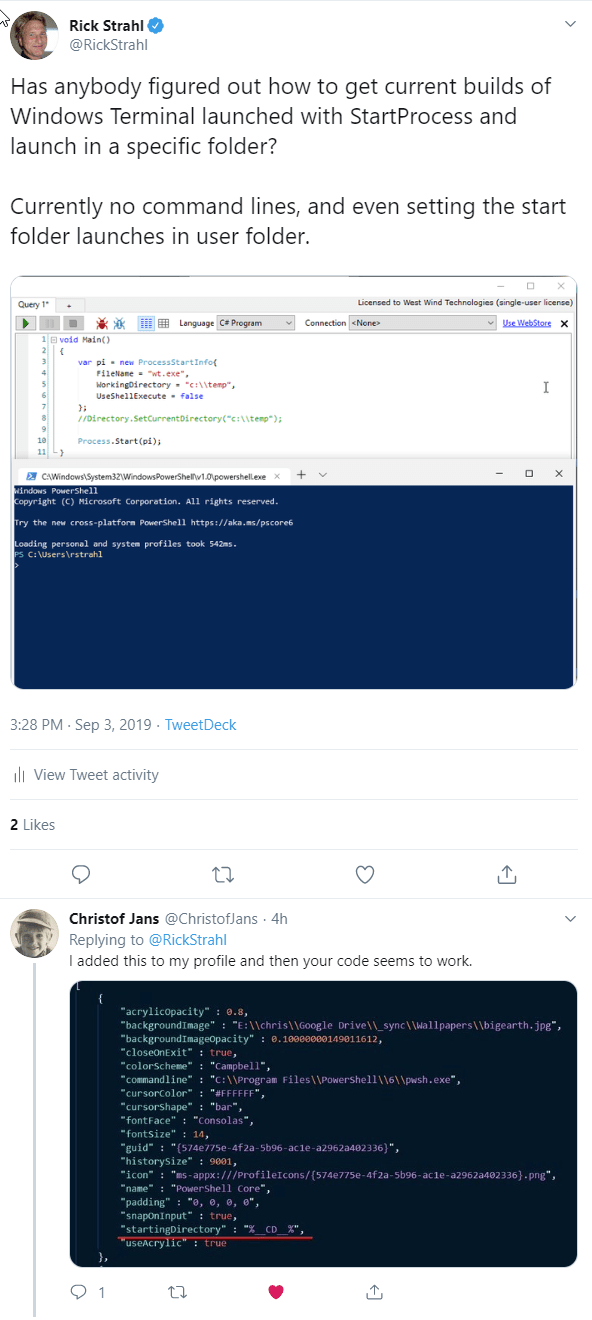 Rick Strahl
@RickStrahl
Has anybody figured out how to get current builds of
Windows Terminal launched with StartProcess and
launch in a specific folder?
Currently no command lines, and even setting the start
folder launches in user folder.
Query 1*
+
Licensed to West Wind Technologies (single-user license)
Language C# Program Connection <None> Use WebStore
1 void Main()
2 {
3 var pi = new ProcessStartInfo{
4 FileName = "wt.exe",
5 WorkingDirectory = "c:\\temp",
6 UseShellExecute = false
7 };
8 //Directory.SetCurrentDirectory("c:\\temp");
9
10 Process.Start(pi);
11 }
C:\Windows\System32\WindowsPowerShell\v1.0\powershell.exe
Windows PowerShell
Copyright (C) Microsoft Corporation. All rights reserved.
Try the new cross-platform PowerShell https://aka.ms/pscore6
Loading personal and system profiles took 542ms.
PS C:\Users\rstrahl
>
3:28 PM · Sep 3, 2019 · TweetDeck
View Tweet activity
2 Likes
Christof Jans @ChristofJans · 4h
Replying to @RickStrahl
I added this to my profile and then your code seems to work.
{
"acrylicOpacity" : 0.8,
"backgroundImage" : "E:\\chris\\Google Drive\\_sync\\Wallpapers\\bigearth.jpg",
"backgroundImageOpacity" : 0.10000000149011612,
"closeOnExit" : true,
"colorScheme" : "Campbell",
"commandline" : "C:\\Program Files\\PowerShell\\6\\pwsh.exe",
"cursorColor" : "#FFFFFF",
"cursorShape" : "bar",
"fontFace" : "Consolas",
"fontSize" : 14,
"guid" : "{574e775e-4f2a-5b96-ac1e-a2962a402336}",
"historySize" : 9001,
"icon" : "ms-appx:///ProfileIcons/{574e775e-4f2a-5b96-ac1e-a2962a402336}.png",
"name" : "PowerShell Core",
"padding" : "0, 0, 0, 0",
"snapOnInput" : true,
"startingDirectory" : "%__CD__%",
"useAcrylic" : true
},
1